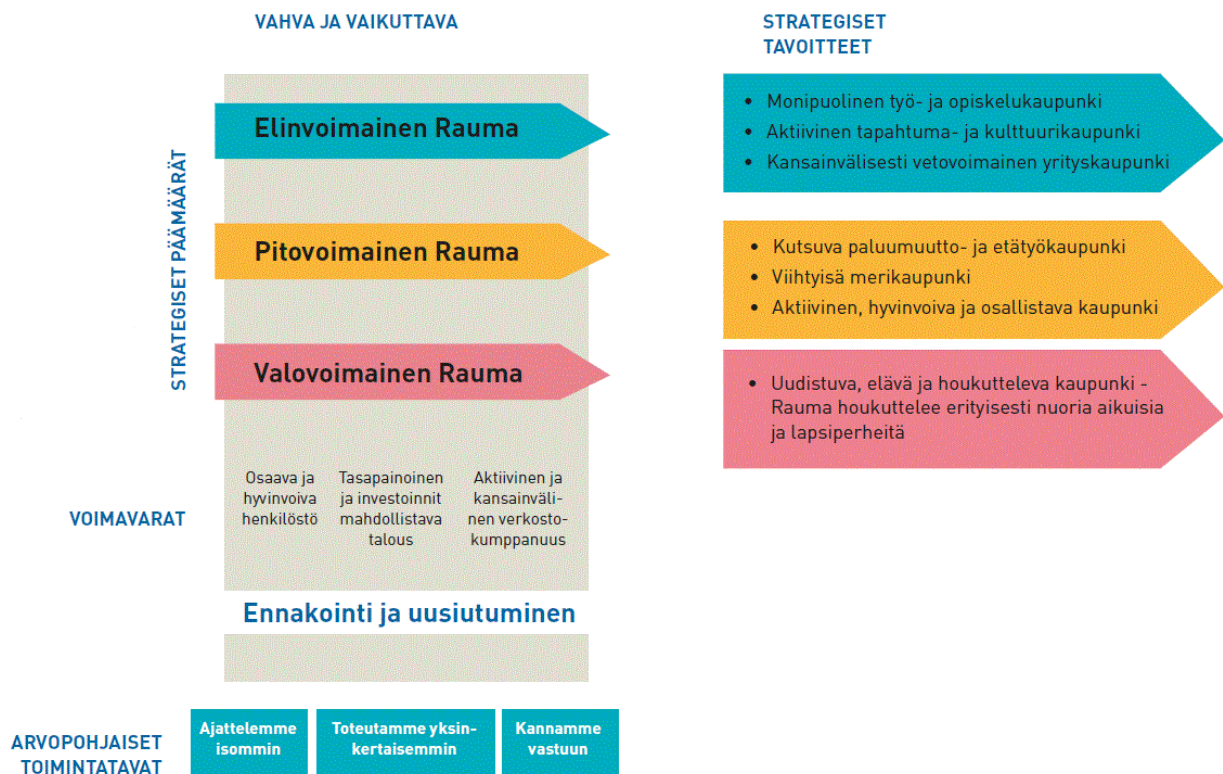 VAHVA JA VAIKUTTAVA
STRATEGISET
TAVOITTEET
STRATEGISET PÄÄMÄÄRÄT
Elinvoimainen Rauma
• Monipuolinen työ- ja opiskelukaupunki
• Aktiivinen tapahtuma- ja kulttuurikaupunki
• Kansainvälisesti vetovoimainen yrityskaupunki
Pitovoimainen Rauma
• Kutsuva paluumuutto- ja etätyökaupunki
• Viihtyisä merikaupunki
• Aktiivinen, hyvinvoiva ja osallistava kaupunki
Valovoimainen Rauma
• Uudistuva, elävä ja houkutteleva kaupunki -
Rauma houkuttelee erityisesti nuoria aikuisia
ja lapsiperheitä
VOIMAVARAT
Osaava ja
hyvinvoiva
henkilöstö
Tasapainoinen
ja investoinnit
mahdollistava
talous
Aktiivinen ja
kansainväli-
nen verkosto-
kumppanuus
Ennakointi ja uusiutuminen
ARVOPOHJAISET
TOIMINTATAVAT
Ajattelemme
isommin
Toteutamme yksin-
kertaisemmin
Kannamme
vastuun